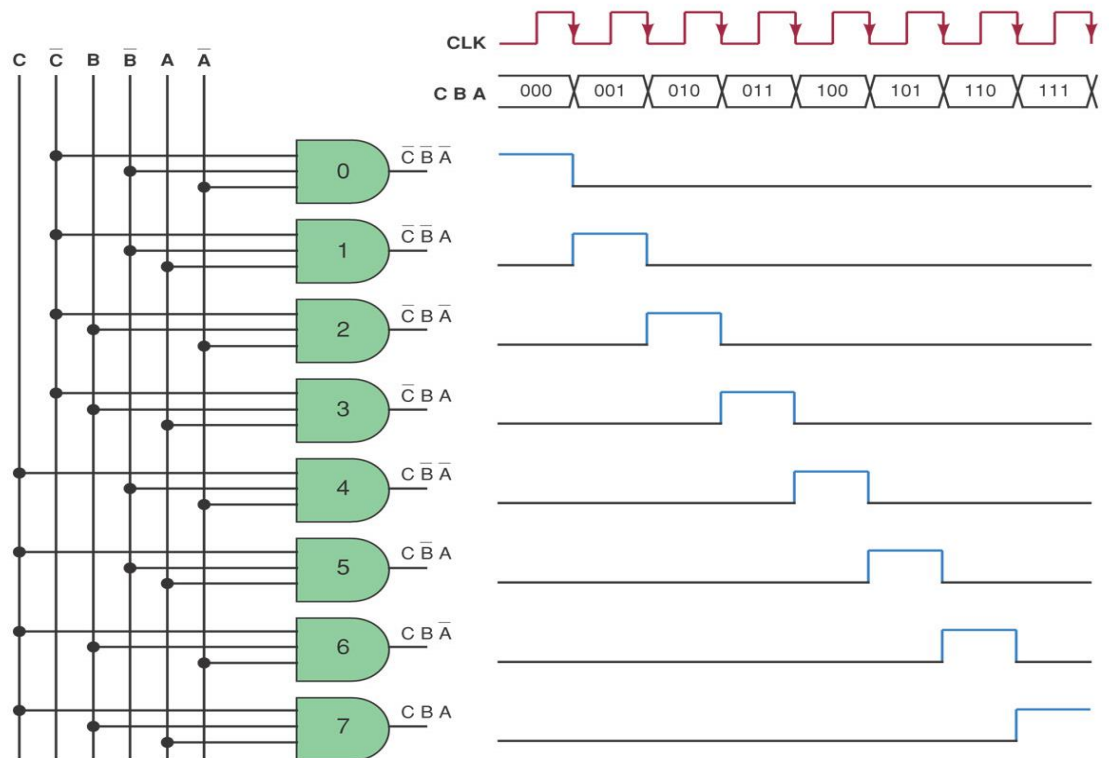 CLK
C C̅ B B̅ A A̅
C B A 000 001 010 011 100 101 110 111
0 C̅ B̅ A̅
1 C̅ B̅ A
2 C̅ B A̅
3 C̅ B A
4 C B̅ A̅
5 C B̅ A
6 C B A̅
7 C B A